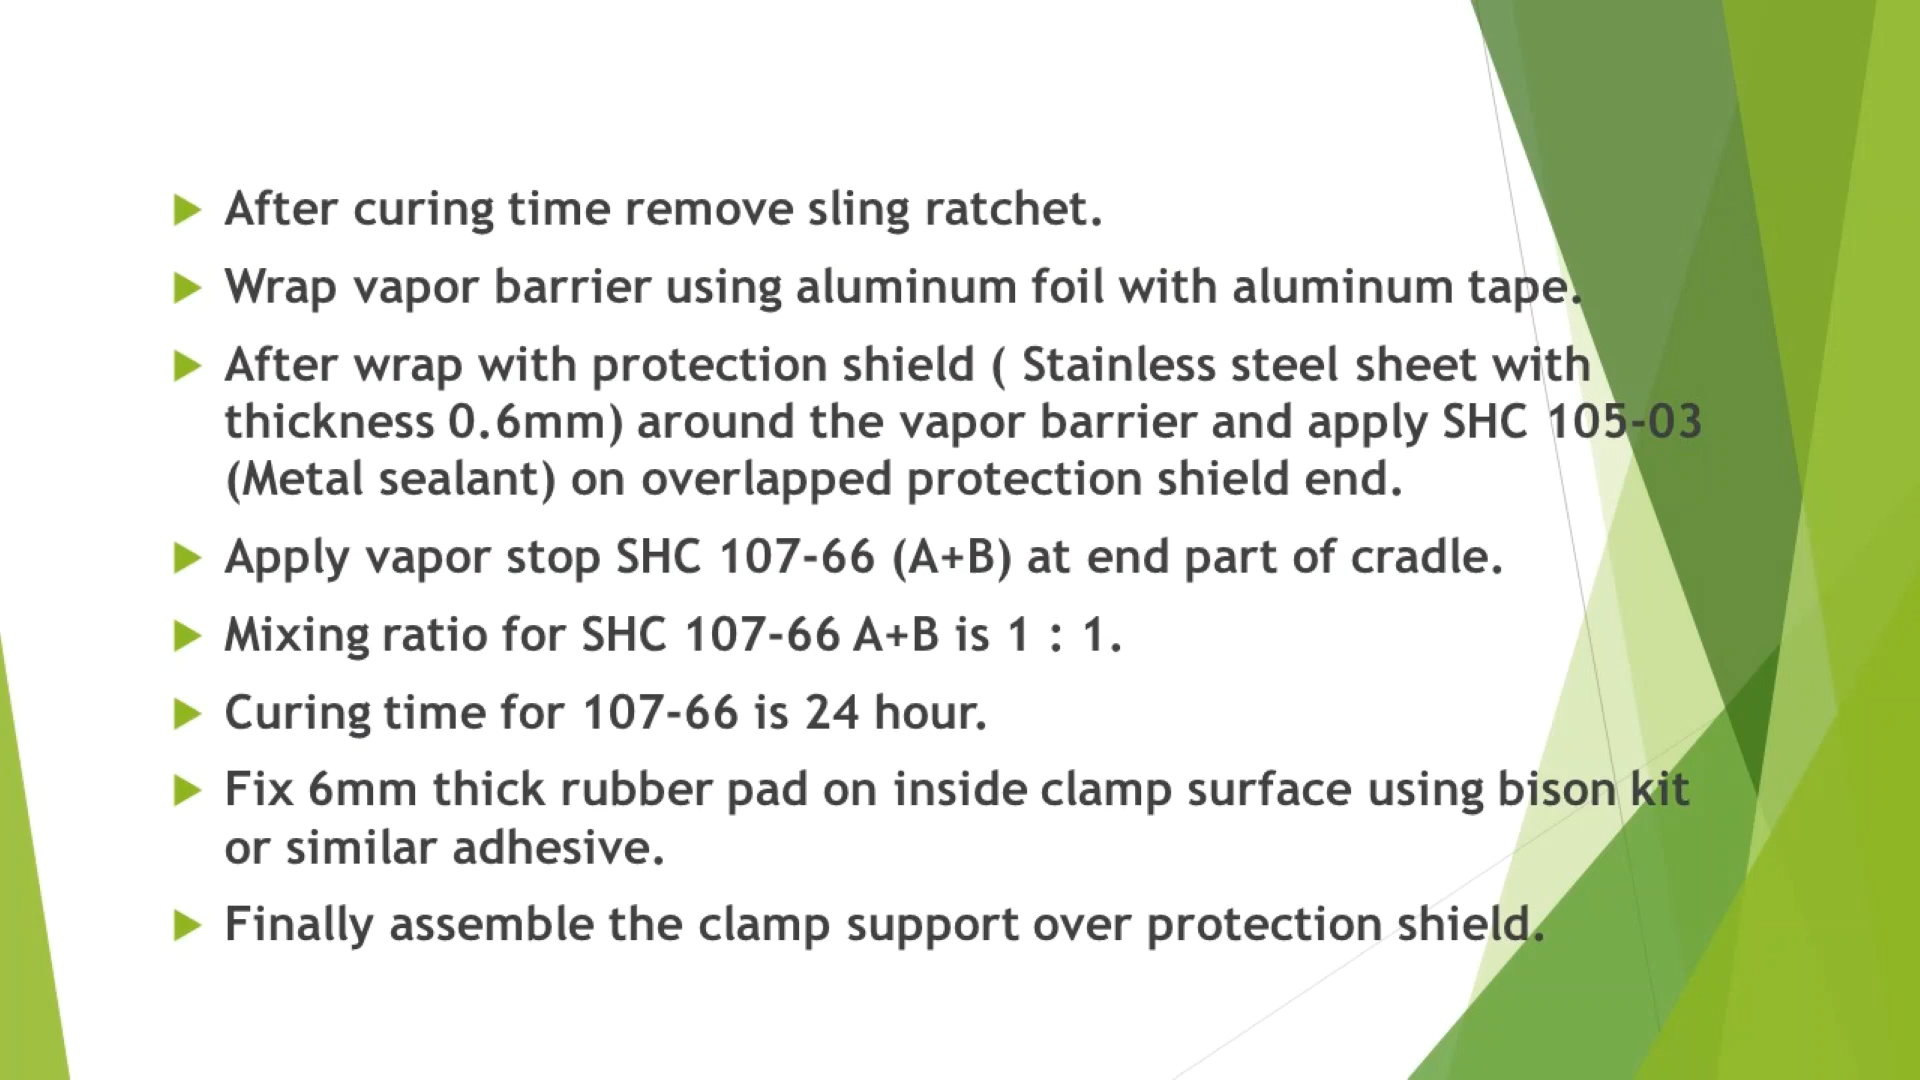 After curing time remove sling ratchet.
Wrap vapor barrier using aluminum foil with aluminum tape.
After wrap with protection shield ( Stainless steel sheet with
thickness 0.6mm) around the vapor barrier and apply SHC 105-03
(Metal sealant) on overlapped protection shield end.
Apply vapor stop SHC 107-66 (A+B) at end part of cradle.
Mixing ratio for SHC 107-66 A+B is 1 : 1.
Curing time for 107-66 is 24 hour.
Fix 6mm thick rubber pad on inside clamp surface using bison kit
or similar adhesive.
Finally assemble the clamp support over protection shield.